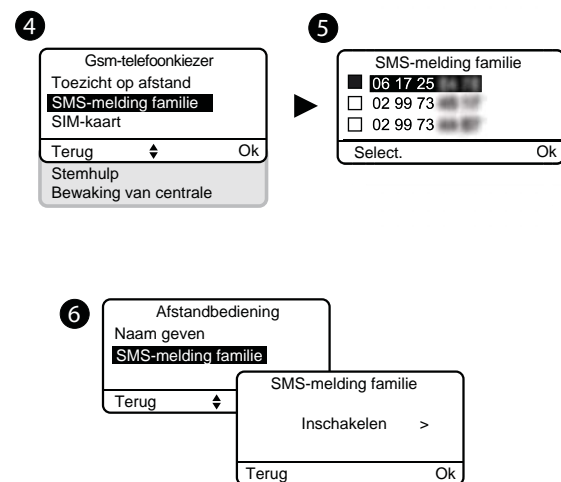 4
Gsm-telefoonkiezer
Toezicht op afstand
SMS-melding familie
SIM-kaart
Terug Ok
Stemhulp
Bewaking van centrale
5
SMS-melding familie
06 17 25
02 99 73
02 99 73
Select. Ok
6
Afstandbediening
Naam geven
SMS-melding familie
Terug
SMS-melding familie
Inschakelen >
Terug Ok